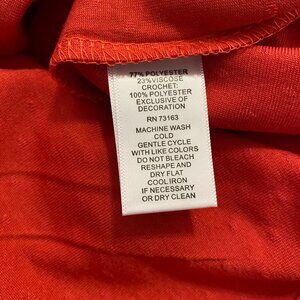 77% POLYESTER
23%VISCOSE
CROCHET:
100% POLYESTER
EXCLUSIVE OF
DECORATION
RN 73163
MACHINE WASH
COLD
GENTLE CYCLE
WITH LIKE COLORS
DO NOT BLEACH
RESHAPE AND
DRY FLAT
COOL IRON
IF NECESSARY
OR DRY CLEAN